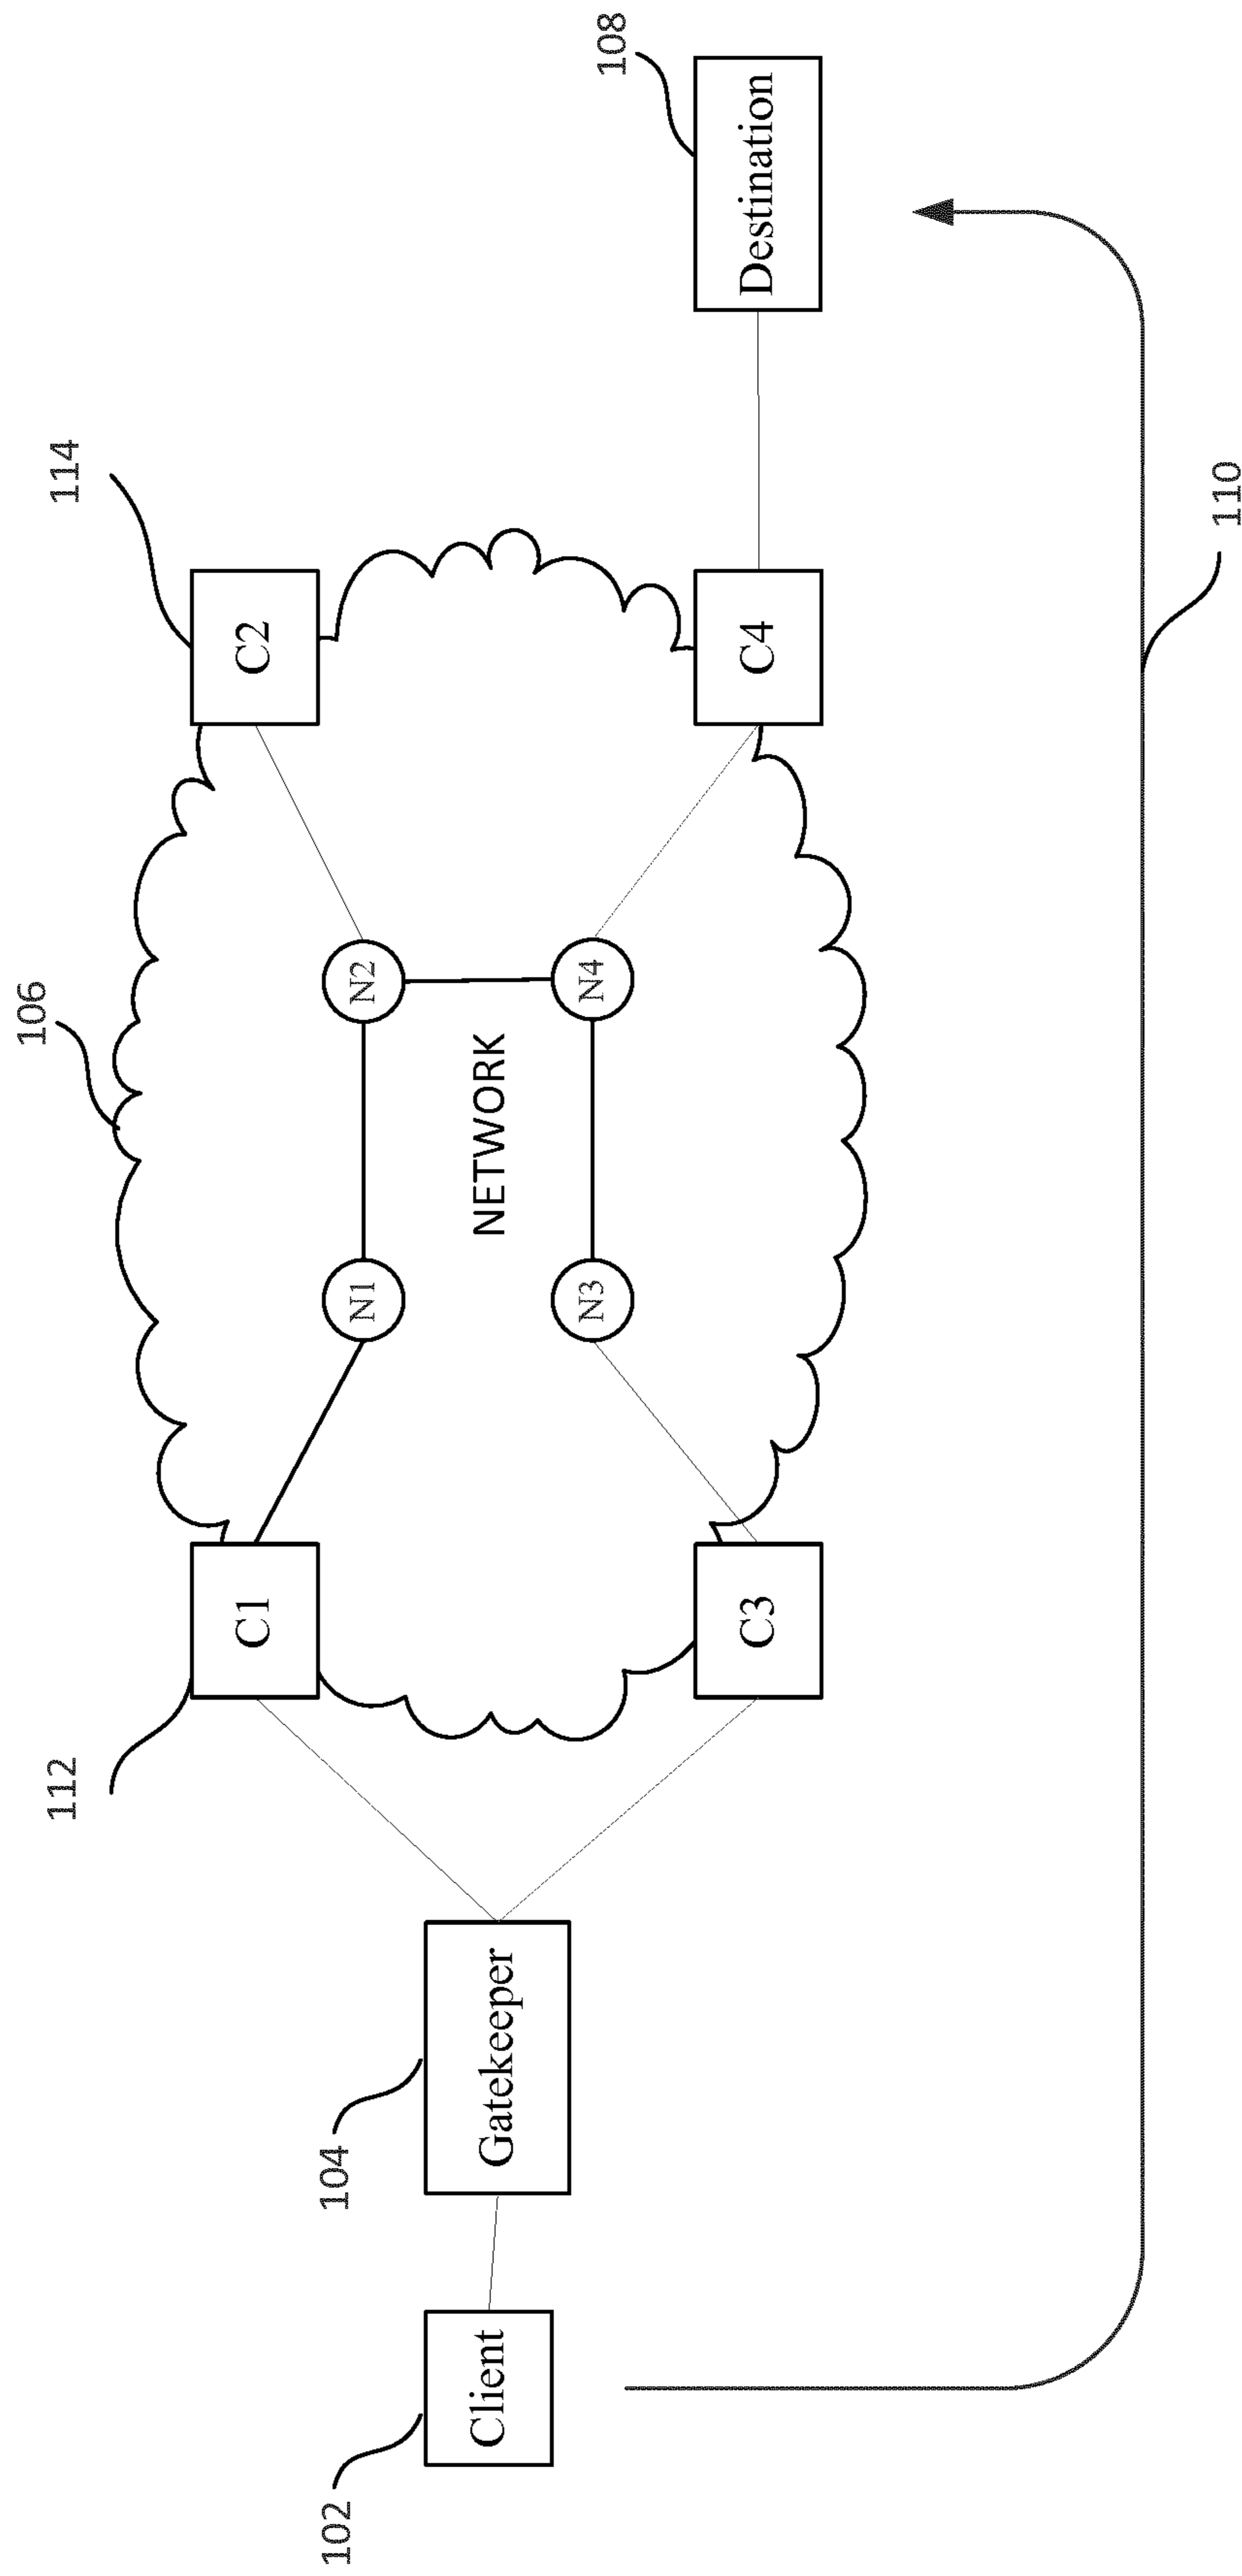 106
112
114
C1
C2
102
104
N1
N2
Client
Gatekeeper
NETWORK
N3
N4
108
C3
C4
Destination
110